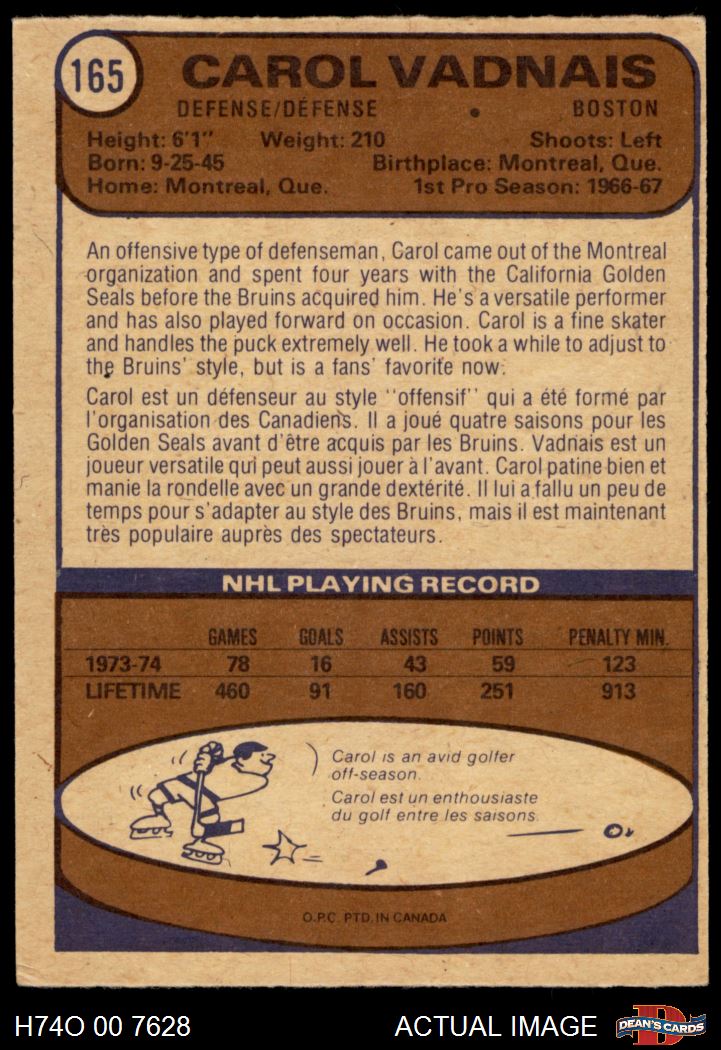 165
CAROL VADNAIS
DEFENSE/DÉFENSE • BOSTON
Height: 6'1" Weight: 210 Shoots: Left
Born: 9-25-45 Birthplace: Montreal, Que.
Home: Montreal, Que. 1st Pro Season: 1966-67
An offensive type of defenseman, Carol came out of the Montreal
organization and spent four years with the California Golden
Seals before the Bruins acquired him. He's a versatile performer
and has also played forward on occasion. Carol is a fine skater
and handles the puck extremely well. He took a while to adjust to
the Bruins' style, but is a fans' favorite now.
Carol est un défenseur au style "offensif" qui a été formé par
l'organisation des Canadiens. Il a joué quatre saisons pour les
Golden Seals avant d'être acquis par les Bruins. Vadnais est un
joueur versatile qui peut aussi jouer à l'avant. Carol patine bien et
manie la rondelle avec un grande dextérité. Il lui a fallu un peu de
temps pour s'adapter au style des Bruins, mais il est maintenant
très populaire auprès des spectateurs.
NHL PLAYING RECORD
GAMES GOALS ASSISTS POINTS PENALTY MIN.
1973-74 78 16 43 59 123
LIFETIME 460 91 160 251 913
Carol is an avid golfer
off-season.
Carol est un enthousiaste
du golf entre les saisons.
O.P.C. PTD. IN CANADA
H74O 00 7628 ACTUAL IMAGE DEAN'S CARDS